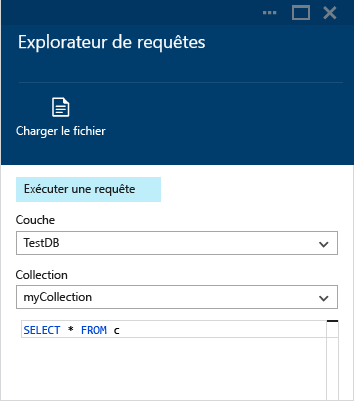 Explorateur de requêtes
Charger le fichier
Exécuter une requête
Couche
TestDB
Collection
myCollection
SELECT * FROM c